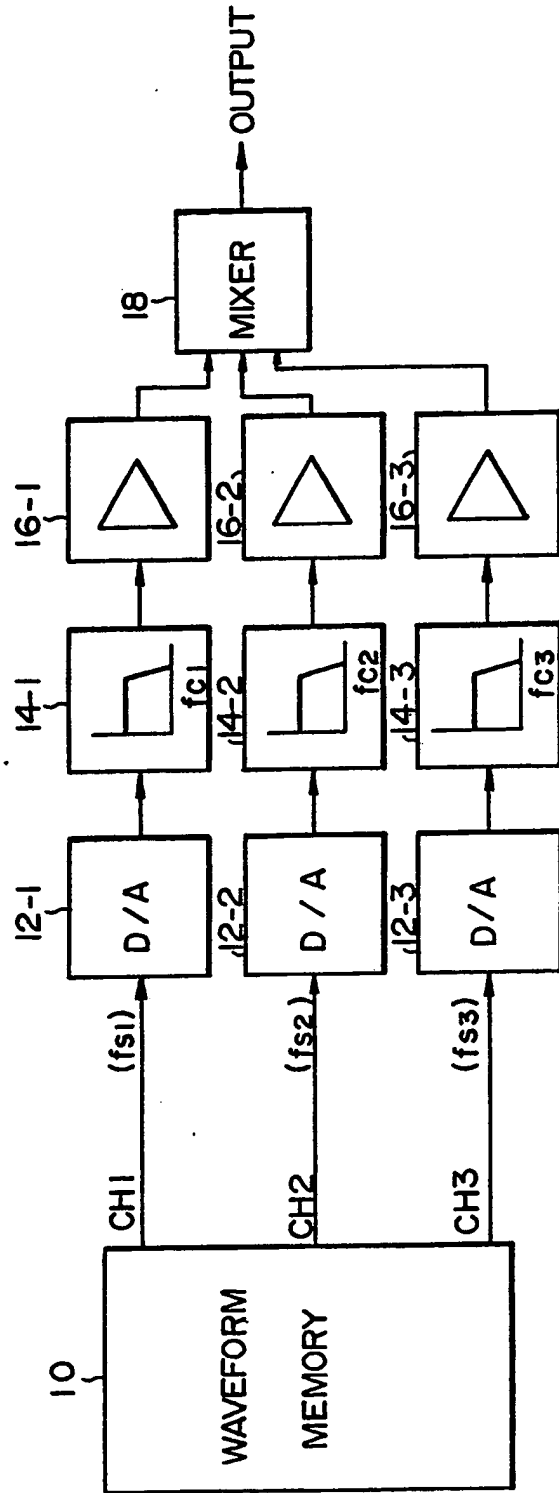 10
WAVEFORM
MEMORY
CH1
(fs1)
12-1
D/A
14-1
fc1
16-1
CH2
(fs2)
12-2
D/A
14-2
fc2
16-2
CH3
(fs3)
12-3
D/A
14-3
fc3
16-3
18
MIXER
OUTPUT